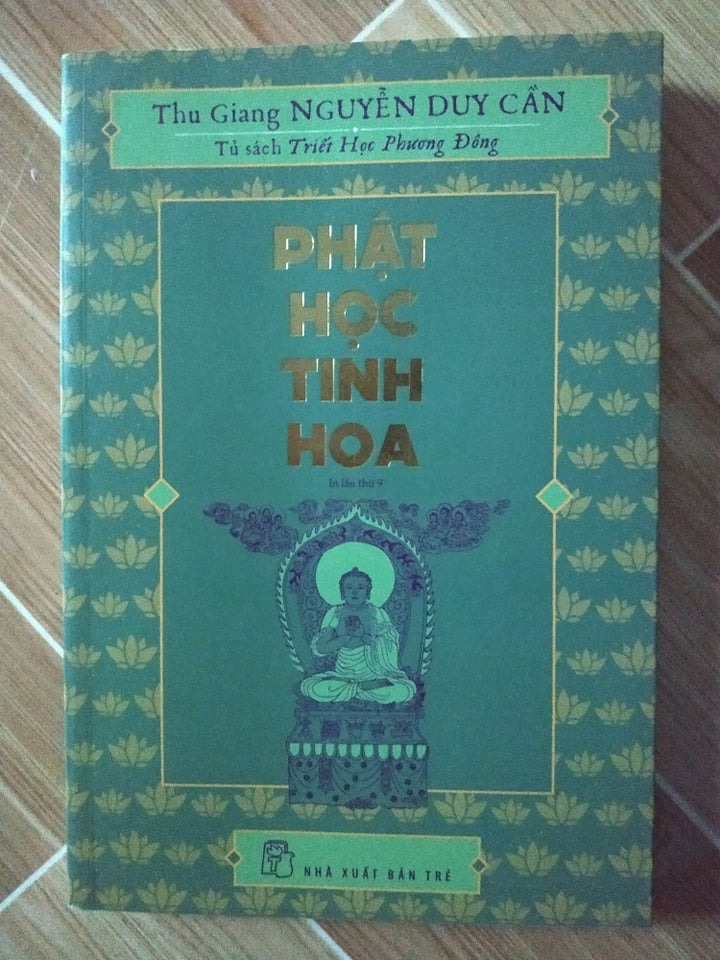 Thu Giang NGUYỄN DUY CẦN
Tủ sách Triết Học Phương Đông
PHẬT
HỌC
TINH
HOA
In lần thứ 9
NHÀ XUẤT BẢN TRẺ